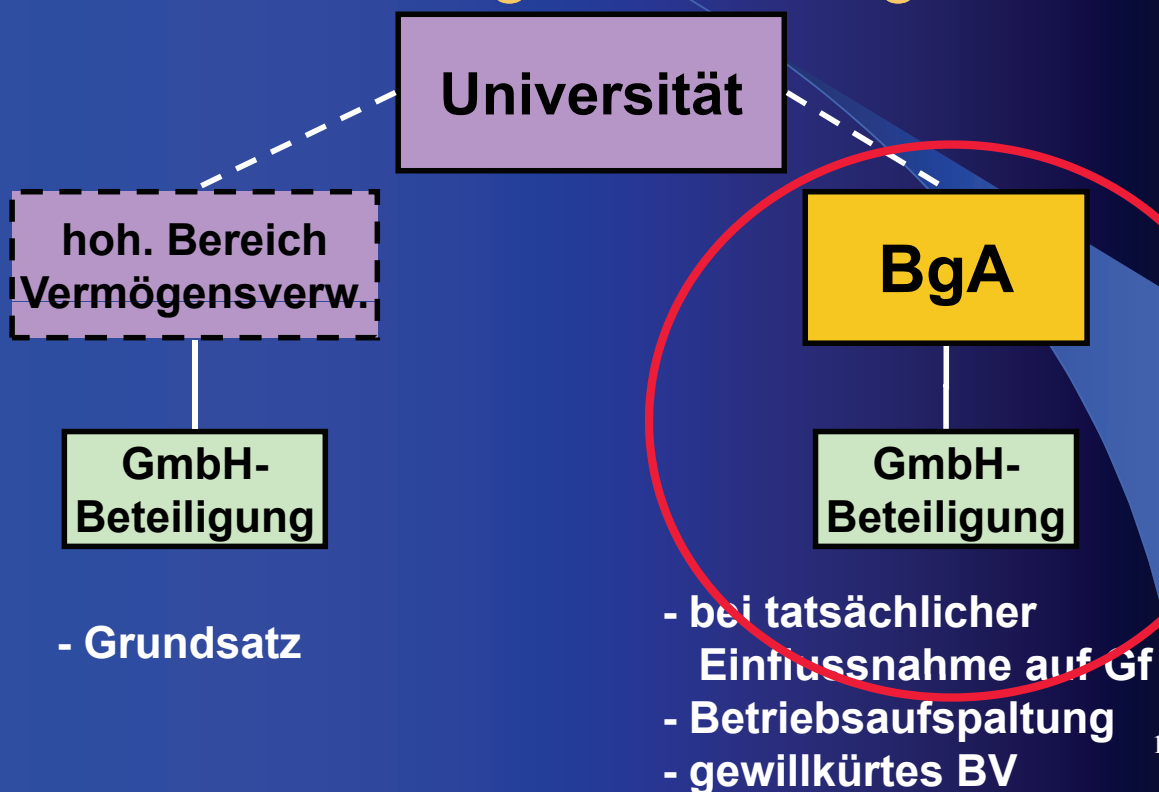 Universität
hoh. Bereich
Vermögensverw.
BgA
GmbH-
Beteiligung
GmbH-
Beteiligung
- Grundsatz
- bei tatsächlicher
Einflussnahme auf Gf
- Betriebsaufspaltung
- gewillkürtes BV